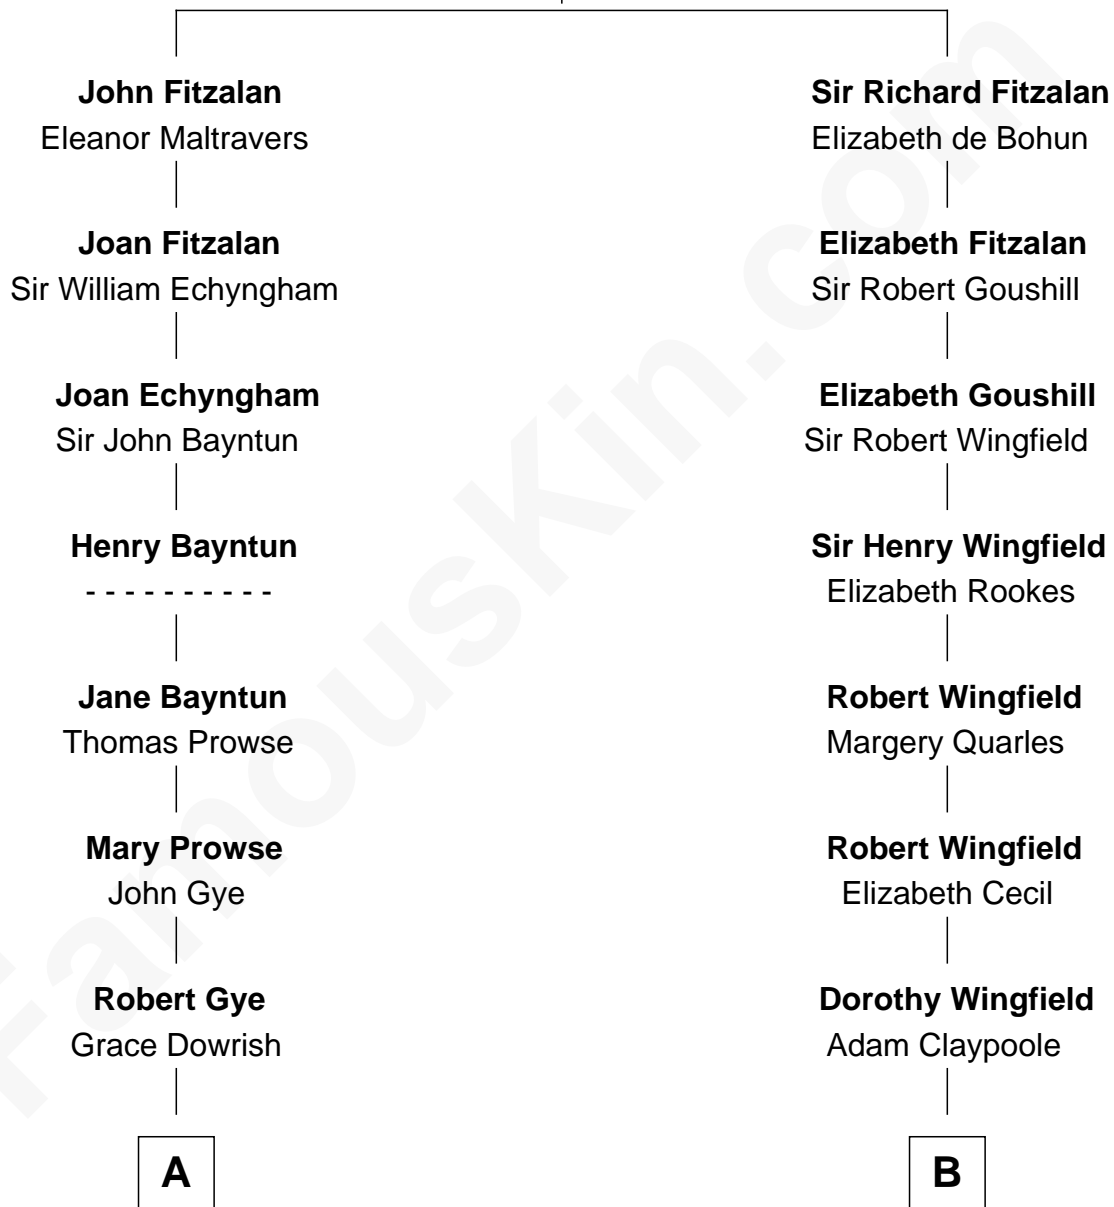 John Fitzalan
Eleanor Maltravers
Joan Fitzalan
Sir William Echyngham
Joan Echyngham
Sir John Bayntun
Henry Bayntun
- - - - - - - - - -
Jane Bayntun
Thomas Prowse
Mary Prowse
John Gye
Robert Gye
Grace Dowrish
A
Sir Richard Fitzalan
Elizabeth de Bohun
Elizabeth Fitzalan
Sir Robert Goushill
Elizabeth Goushill
Sir Robert Wingfield
Sir Henry Wingfield
Elizabeth Rookes
Robert Wingfield
Margery Quarles
Robert Wingfield
Elizabeth Cecil
Dorothy Wingfield
Adam Claypoole
B
FamousKin.com